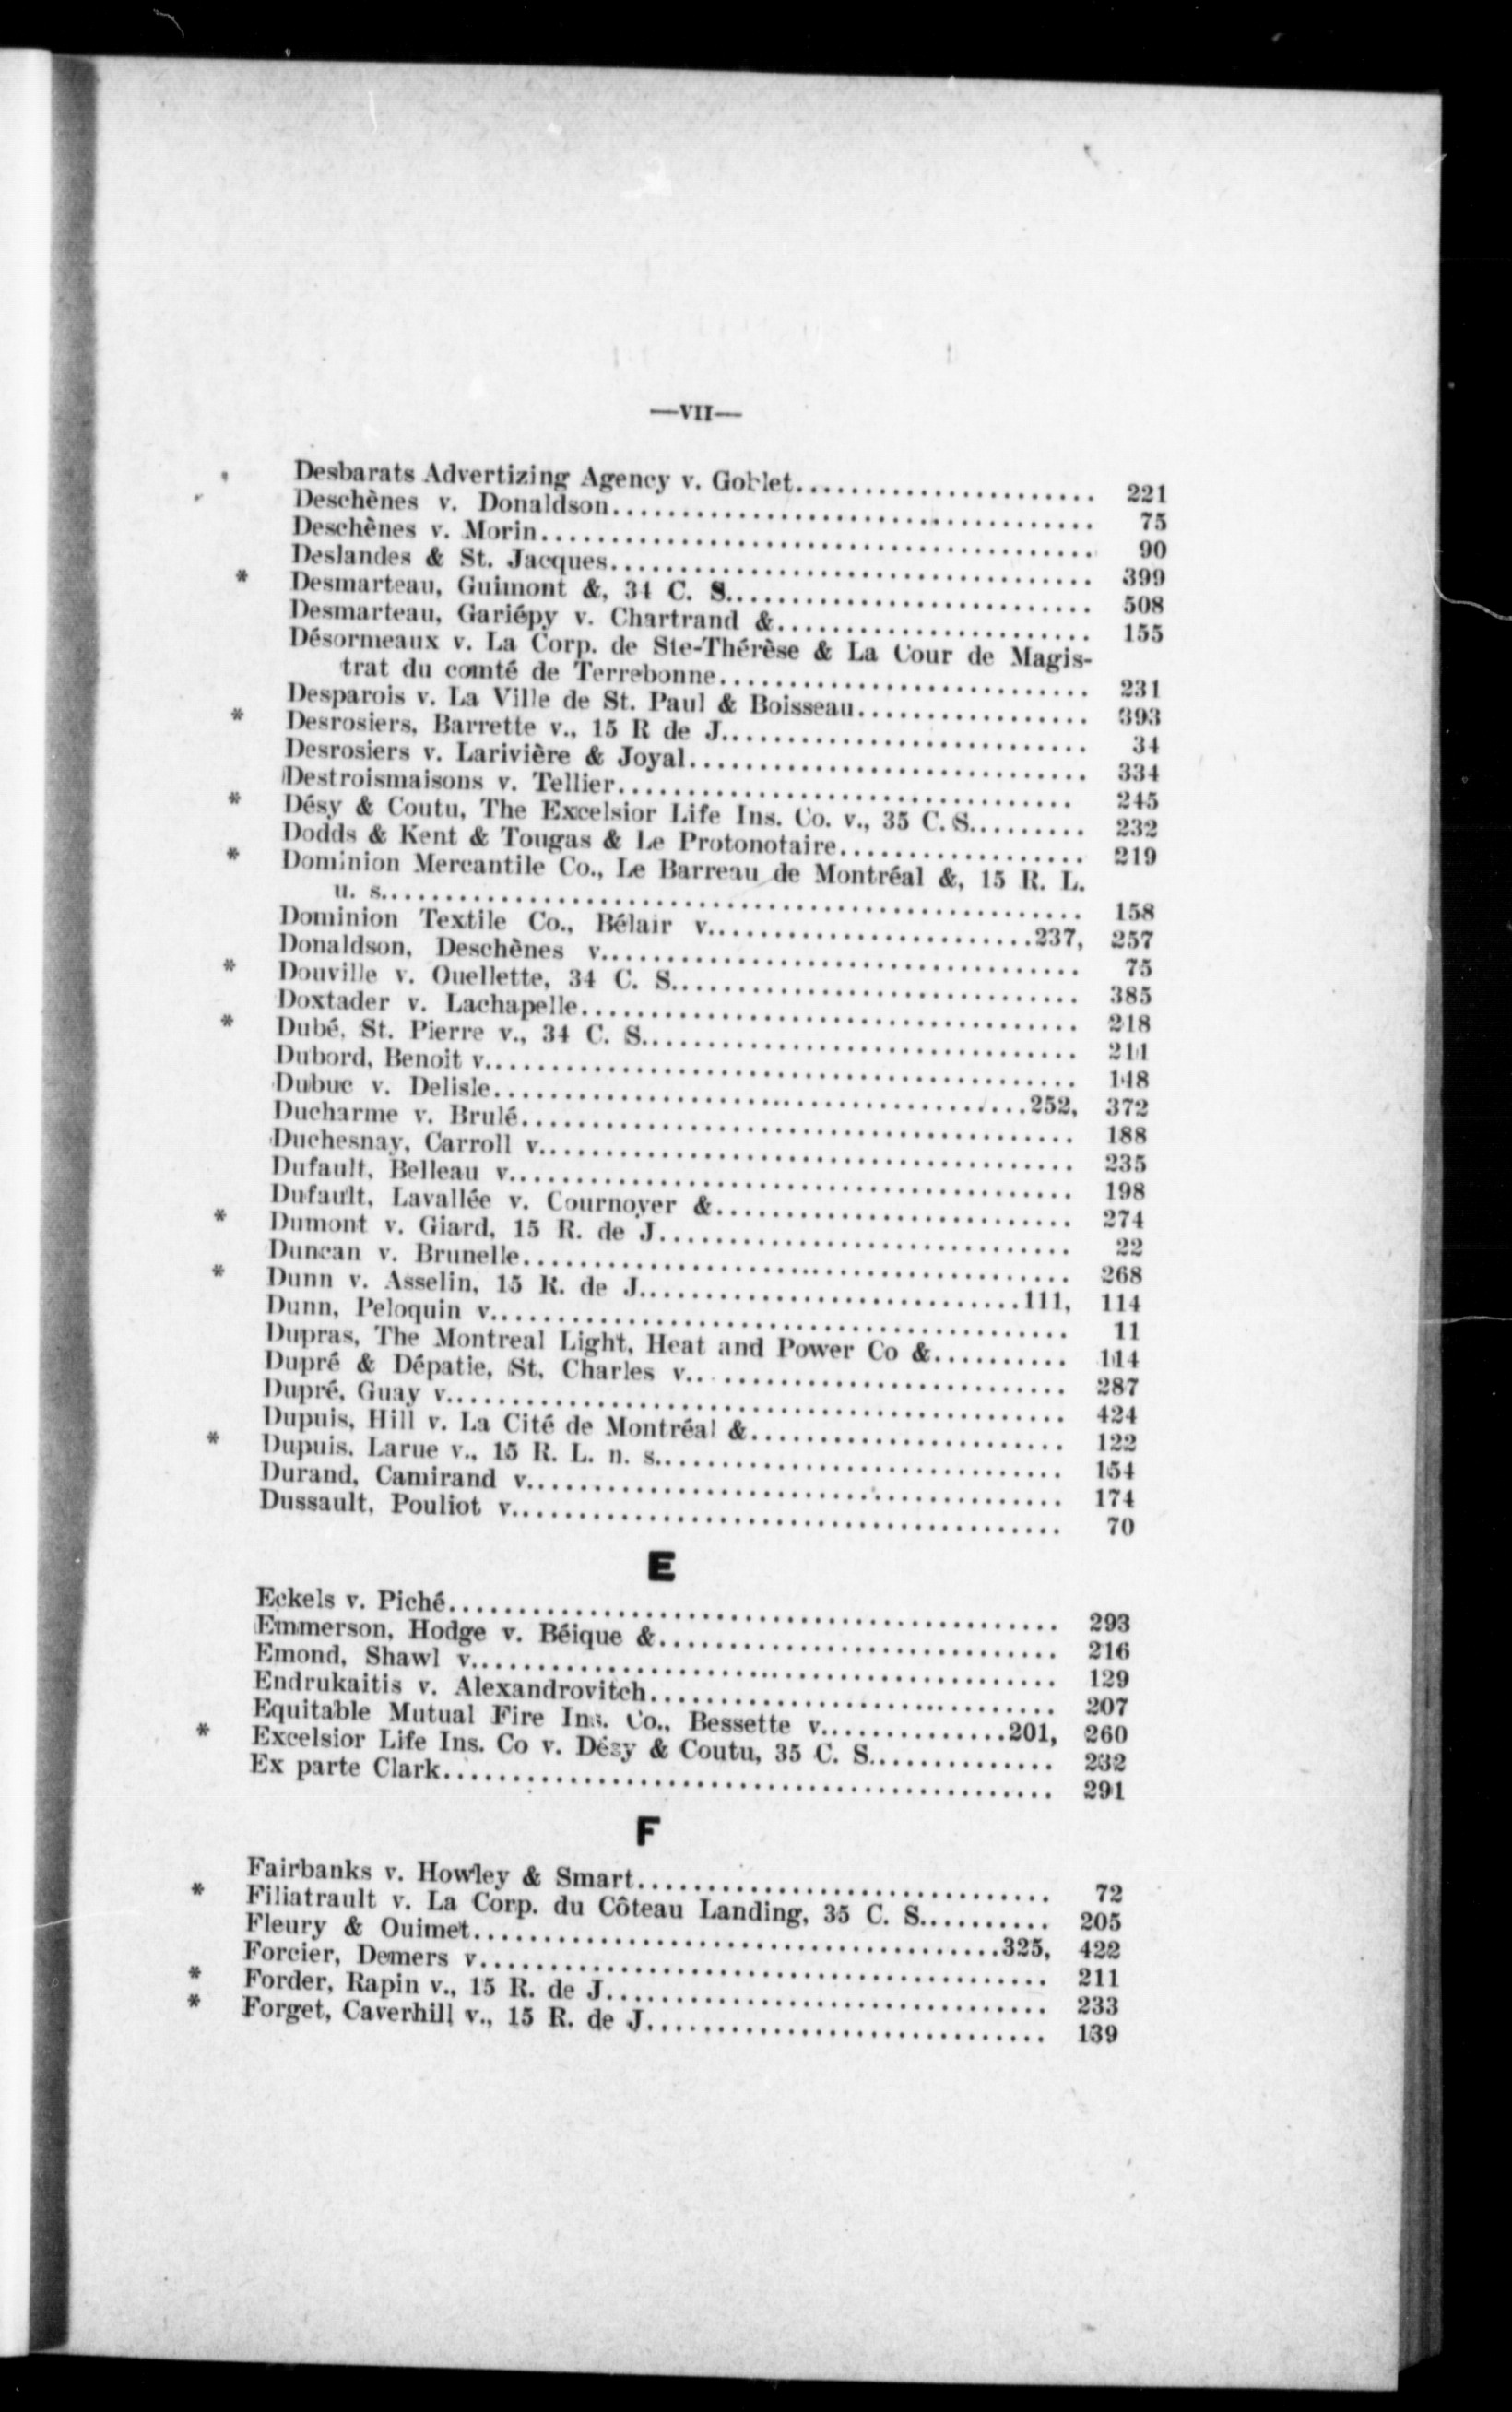 —VII—
Desbarats Advertizing Agency v. Goblet...................... 221
Deschènes v. Donaldson.................................. 75
Deschènes v. Morin....................................... 90
Deslandes & St. Jacques.................................. 399
* Desmarteau, Guimont &, 34 C. S.......................... 508
Desmarteau, Gariépy v. Chartrand &....................... 155
Désormeaux v. La Corp. de Ste-Thérèse & La Cour de Magis-
trat du comté de Terrebonne........................... 231
Desparois v. La Ville de St. Paul & Boisseau................. 393
* Desrosiers, Barrette v., 15 R de J.......................... 34
Desrosiers v. Larivière & Joyal............................. 334
Destroismaisons v. Tellier................................. 245
* Désy & Coutu, The Excelsior Life Ins. Co. v., 35 C. S......... 232
Dodds & Kent & Tougas & Le Protonotaire.................. 219
* Dominion Mercantile Co., Le Barreau de Montréal &, 15 R. L.
u. s.................................................. 158
Dominion Textile Co., Bélair v........................237, 257
Donaldson, Deschènes v.................................. 75
* Douville v. Ouellette, 34 C. S............................. 385
Doxtader v. Lachapelle................................... 218
* Dubé, St. Pierre v., 34 C. S............................... 211
Dubord, Benoit v......................................... 148
Dubuc v. Delisle......................................252, 372
Ducharme v. Brulé....................................... 188
Duchesnay, Carroll v..................................... 235
Dufault, Belleau v....................................... 198
Dufault, Lavallée v. Cournoyer &.......................... 274
* Dumont v. Giard, 15 R. de J.............................. 22
Duncan v. Brunelle....................................... 268
* Dunn v. Asselin, 15 R. de J...........................111, 114
Dunn, Peloquin v......................................... 11
Dupras, The Montreal Light, Heat and Power Co &.......... 114
Dupré & Dépatie, St. Charles v........................... 287
Dupré, Guay v........................................... 424
Dupuis, Hill v. La Cité de Montréal &....................... 122
* Dupuis, Larue v., 15 R. L. n. s............................ 154
Durand, Camirand v...................................... 174
Dussault, Pouliot v....................................... 70
E
Eckels v. Piché........................................... 293
Emmerson, Hodge v. Béique &............................. 216
Emond, Shawl v.......................................... 129
Endrukaitis v. Alexandrovitch............................. 207
Equitable Mutual Fire Ins. Co., Bessette v..............201, 260
* Excelsior Life Ins. Co v. Désy & Coutu, 35 C. S.............. 232
Ex parte Clark........................................... 291
F
Fairbanks v. Howley & Smart.............................. 72
* Filiatrault v. La Corp. du Côteau Landing, 35 C. S.......... 205
Fleury & Ouimet......................................325, 422
Forcier, Demers v........................................ 211
* Forder, Rapin v., 15 R. de J............................... 233
* Forget, Caverhill v., 15 R. de J............................. 139